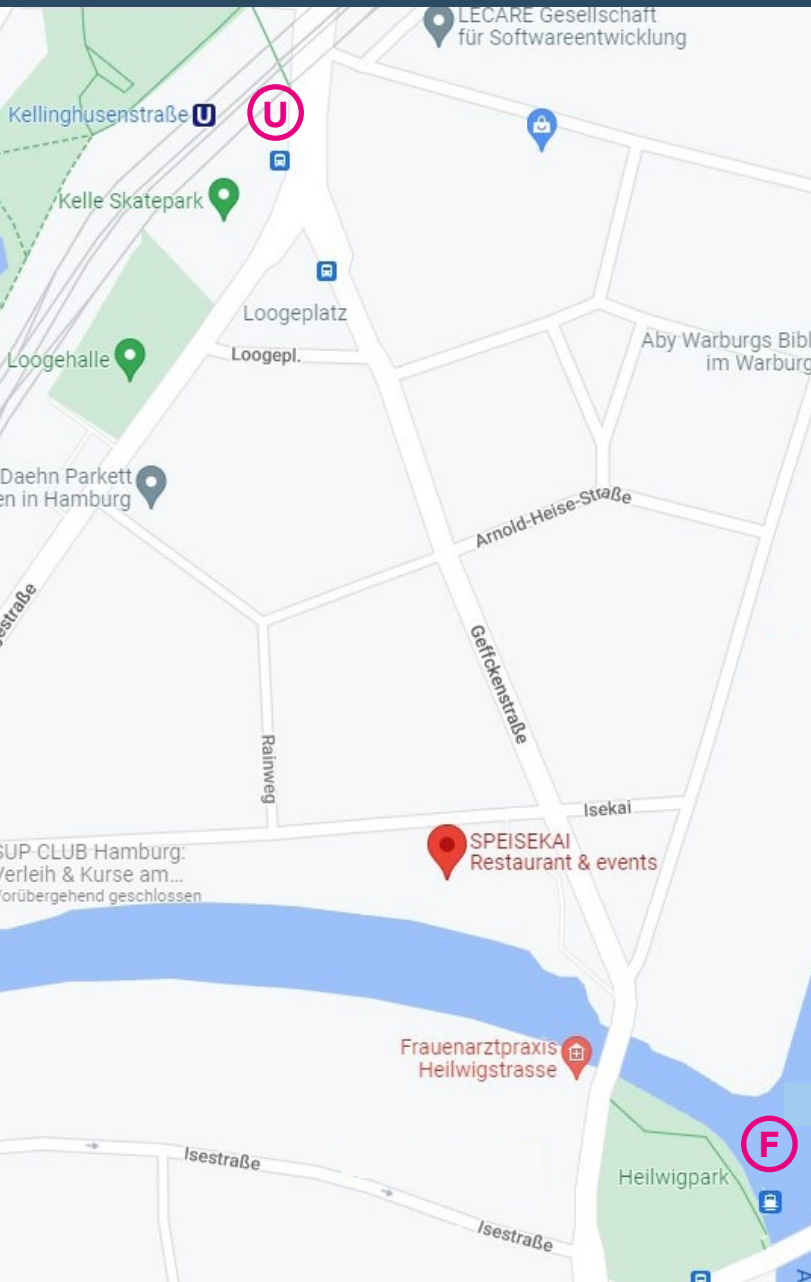 LECARE Gesellschaft
für Softwareentwicklung
Kellinghusenstraße U
U
Kelle Skatepark
Loogeplatz
Loogepl.
Loogehalle
Aby Warburgs Bibl
im Warburg
Daehn Parkett
en in Hamburg
Arnold-Heise-Straße
estraße
Geffckenstraße
Rainweg
Isekai
SPEISEKAI
Restaurant & events
SUP CLUB Hamburg:
Verleih & Kurse am...
Vorübergehend geschlossen
Frauenarztpraxis
Heilwigstrasse
F
Isestraße
Heilwigpark
Isestraße